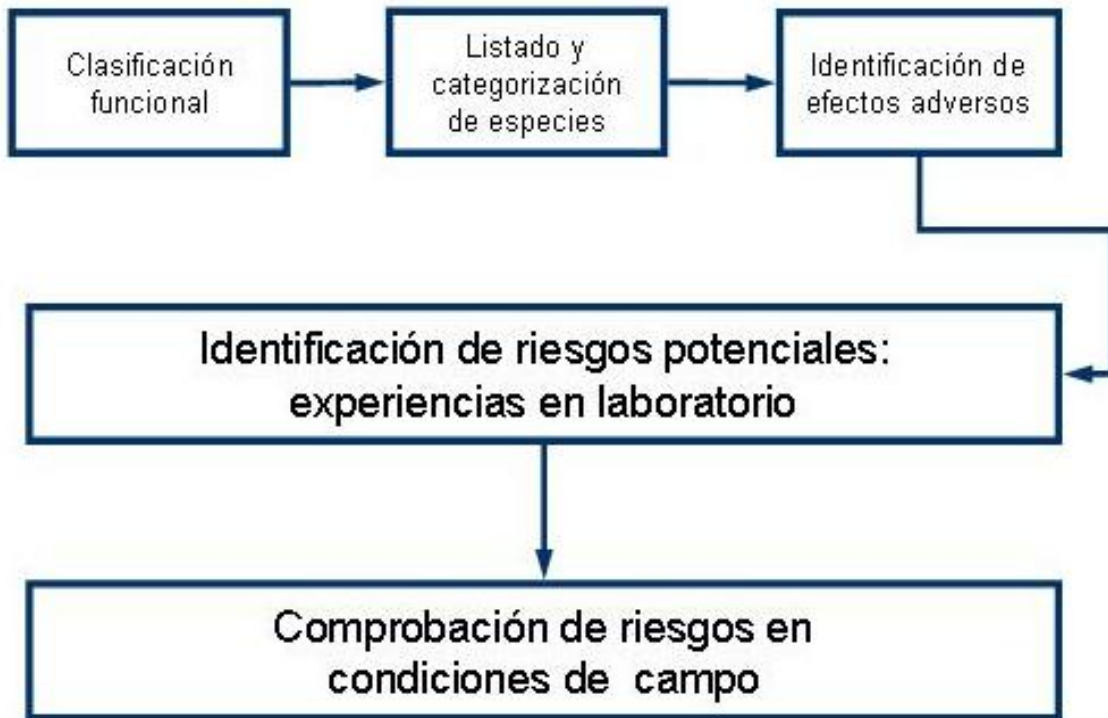 Clasificación
funcional
Listado y
categorización
de especies
Identificación de
efectos adversos
Identificación de riesgos potenciales:
experiencias en laboratorio
Comprobación de riesgos en
condiciones de campo